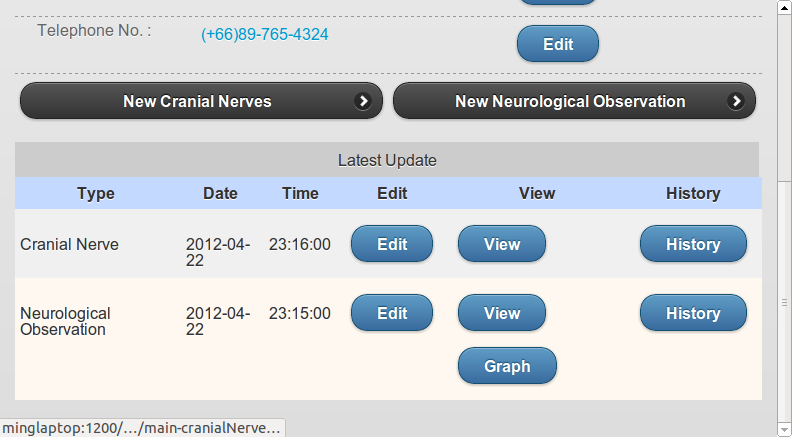 Telephone No. : (+66)89-765-4324 Edit
New Cranial Nerves New Neurological Observation
Latest Update
Type Date Time Edit View History
Cranial Nerve 2012-04-22 23:16:00 Edit View History
Neurological Observation 2012-04-22 23:15:00 Edit View History
Graph
minglaptop:1200/.../main-cranialNerve...